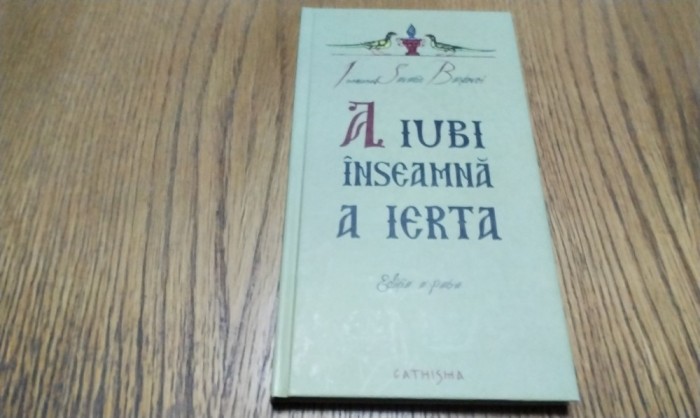 Ieromonah Savatie Baștovoi
A IUBI
ÎNSEAMNĂ
A IERTA
Ediția a patra
CATHISMA